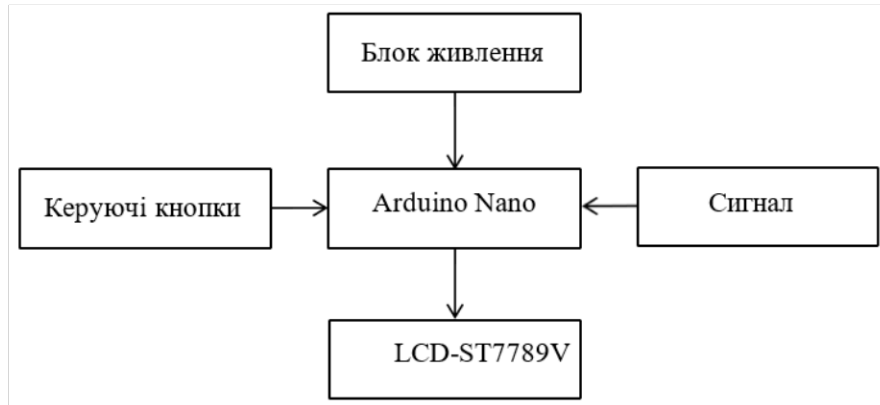 Блок живлення
Керуючі кнопки
Arduino Nano
Сигнал
LCD-ST7789V